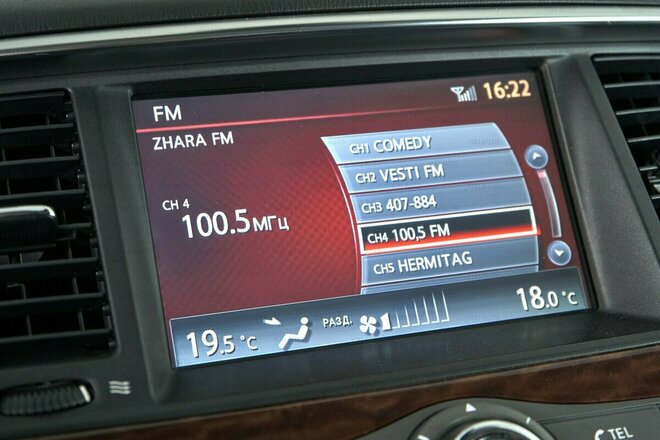 FM
16:22
ZHARA FM
CH 4
100.5МГЦ
CH1 COMEDY
CH2 VESTI FM
CH3 407-884
CH4 100,5 FM
CH5 HERMITAG
19.5 °C
РАЗД.
1
18.0 °C
TEL